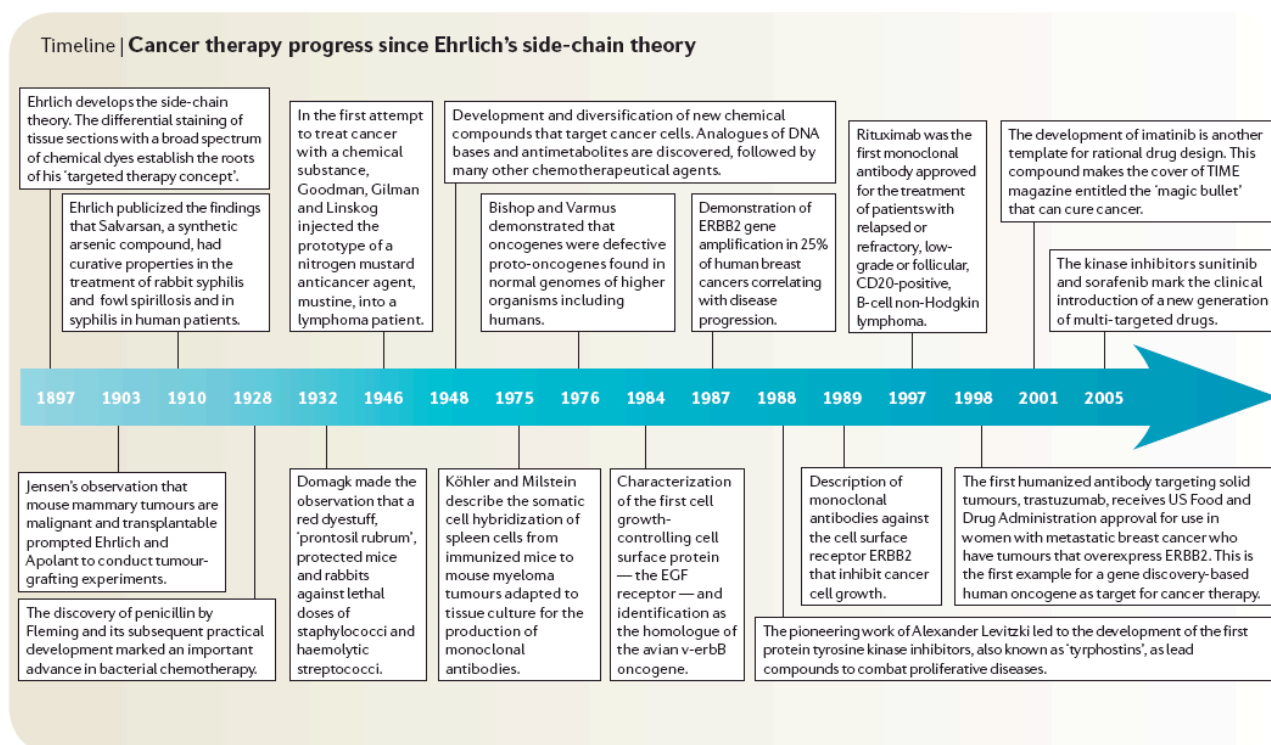 Timeline | Cancer therapy progress since Ehrlich's side-chain theory
Ehrlich develops the side-chain
theory. The differential staining of
tissue sections with a broad spectrum
of chemical dyes establish the roots
of his 'targeted therapy concept'.
Ehrlich publicized the findings
that Salvarsan, a synthetic
arsenic compound, had
curative properties in the
treatment of rabbit syphilis
and fowl spirillosis and in
syphilis in human patients.
In the first attempt
to treat cancer
with a chemical
substance,
Goodman, Gilman
and Linskog
injected the
prototype of a
nitrogen mustard
anticancer agent,
mustine, into a
lymphoma patient.
Development and diversification of new chemical
compounds that target cancer cells. Analogues of DNA
bases and antimetabolites are discovered, followed by
many other chemotherapeutical agents.
Bishop and Varmus
demonstrated that
oncogenes were defective
proto-oncogenes found in
normal genomes of higher
organisms including
humans.
Demonstration of
ERBB2 gene
amplification in 25%
of human breast
cancers correlating
with disease
progression.
Rituximab was the
first monoclonal
antibody approved
for the treatment
of patients with
relapsed or
refractory, low-
grade or follicular,
CD20-positive,
B-cell non-Hodgkin
lymphoma.
The development of imatinib is another
template for rational drug design. This
compound makes the cover of TIME
magazine entitled the 'magic bullet'
that can cure cancer.
The kinase inhibitors sunitinib
and sorafenib mark the clinical
introduction of a new generation
of multi-targeted drugs.
1897 1903 1910 1928 1932 1946 1948 1975 1976 1984 1987 1988 1989 1997 1998 2001 2005
Jensen's observation that
mouse mammary tumours are
malignant and transplantable
prompted Ehrlich and
Apolant to conduct tumour-
grafting experiments.
The discovery of penicillin by
Fleming and its subsequent practical
development marked an important
advance in bacterial chemotherapy.
Domagk made the
observation that a
red dyestuff,
'prontosil rubrum',
protected mice
and rabbits
against lethal
doses of
staphylococci and
haemolytic
streptococci.
Köhler and Milstein
describe the somatic
cell hybridization of
spleen cells from
immunized mice to
mouse myeloma
tumours adapted to
tissue culture for the
production of
monoclonal
antibodies.
Characterization
of the first cell
growth-
controlling cell
surface protein
— the EGF
receptor — and
identification as
the homologue of
the avian v-erbB
oncogene.
Description of
monoclonal
antibodies against
the cell surface
receptor ERBB2
that inhibit cancer
cell growth.
The first humanized antibody targeting solid
tumours, trastuzumab, receives US Food and
Drug Administration approval for use in
women with metastatic breast cancer who
have tumours that overexpress ERBB2. This is
the first example for a gene discovery-based
human oncogene as target for cancer therapy.
The pioneering work of Alexander Levitzki led to the development of the first
protein tyrosine kinase inhibitors, also known as 'tyrphostins', as lead
compounds to combat proliferative diseases.